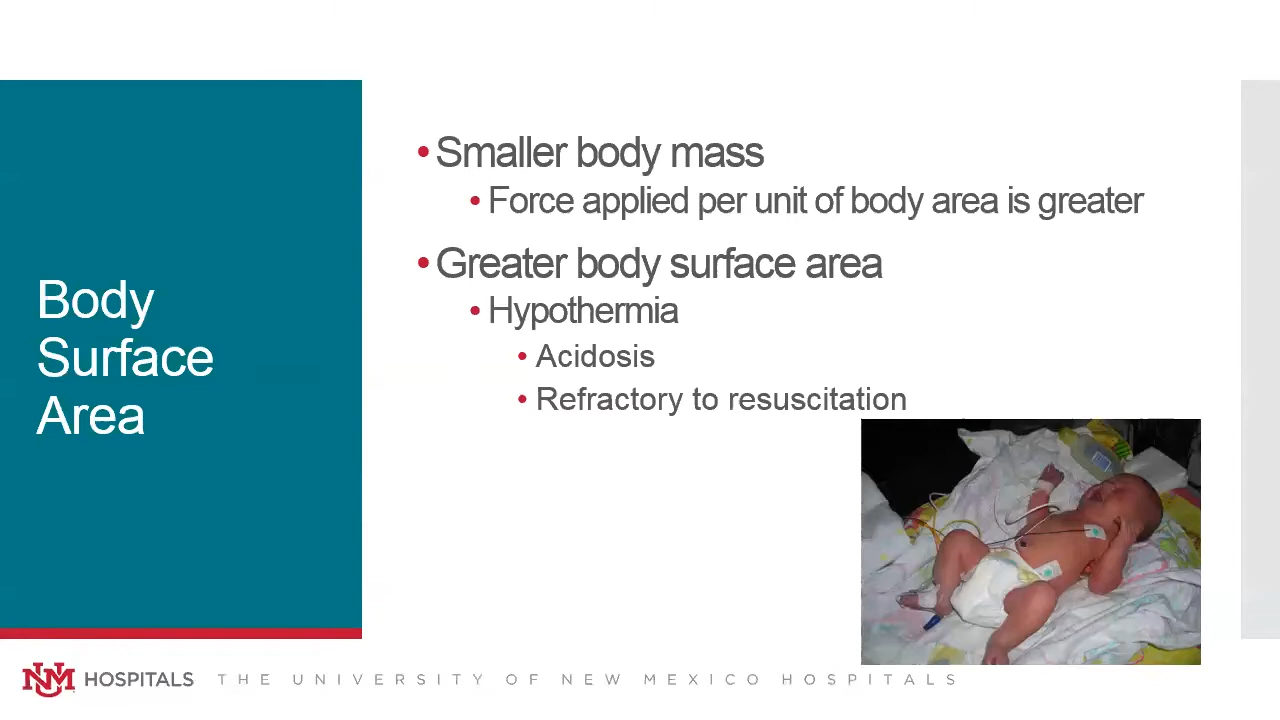 Body
Surface
Area
• Smaller body mass
• Force applied per unit of body area is greater
• Greater body surface area
• Hypothermia
• Acidosis
• Refractory to resuscitation
UNM HOSPITALS THE UNIVERSITY OF NEW MEXICO HOSPITALS